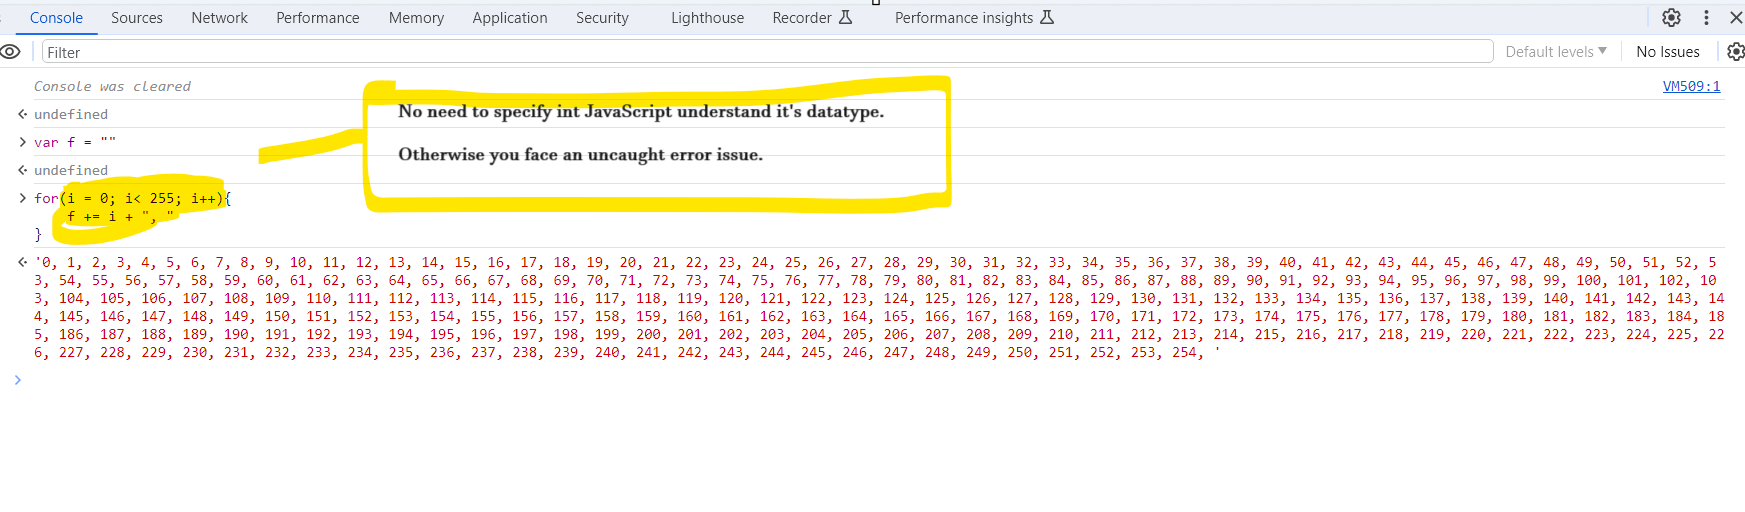 Console Sources Network Performance Memory Application Security Lighthouse Recorder Performance insights
Filter Default levels No Issues
Console was cleared VM509:1
undefined
No need to specify int JavaScript understand it's datatype.
var f = ""
Otherwise you face an uncaught error issue.
undefined
for(i = 0; i< 255; i++){
f += i + ", "
}
'0, 1, 2, 3, 4, 5, 6, 7, 8, 9, 10, 11, 12, 13, 14, 15, 16, 17, 18, 19, 20, 21, 22, 23, 24, 25, 26, 27, 28, 29, 30, 31, 32, 33, 34, 35, 36, 37, 38, 39, 40, 41, 42, 43, 44, 45, 46, 47, 48, 49, 50, 51, 52, 5
3, 54, 55, 56, 57, 58, 59, 60, 61, 62, 63, 64, 65, 66, 67, 68, 69, 70, 71, 72, 73, 74, 75, 76, 77, 78, 79, 80, 81, 82, 83, 84, 85, 86, 87, 88, 89, 90, 91, 92, 93, 94, 95, 96, 97, 98, 99, 100, 101, 102, 10
3, 104, 105, 106, 107, 108, 109, 110, 111, 112, 113, 114, 115, 116, 117, 118, 119, 120, 121, 122, 123, 124, 125, 126, 127, 128, 129, 130, 131, 132, 133, 134, 135, 136, 137, 138, 139, 140, 141, 142, 143, 14
4, 145, 146, 147, 148, 149, 150, 151, 152, 153, 154, 155, 156, 157, 158, 159, 160, 161, 162, 163, 164, 165, 166, 167, 168, 169, 170, 171, 172, 173, 174, 175, 176, 177, 178, 179, 180, 181, 182, 183, 184, 18
5, 186, 187, 188, 189, 190, 191, 192, 193, 194, 195, 196, 197, 198, 199, 200, 201, 202, 203, 204, 205, 206, 207, 208, 209, 210, 211, 212, 213, 214, 215, 216, 217, 218, 219, 220, 221, 222, 223, 224, 225, 22
6, 227, 228, 229, 230, 231, 232, 233, 234, 235, 236, 237, 238, 239, 240, 241, 242, 243, 244, 245, 246, 247, 248, 249, 250, 251, 252, 253, 254, '